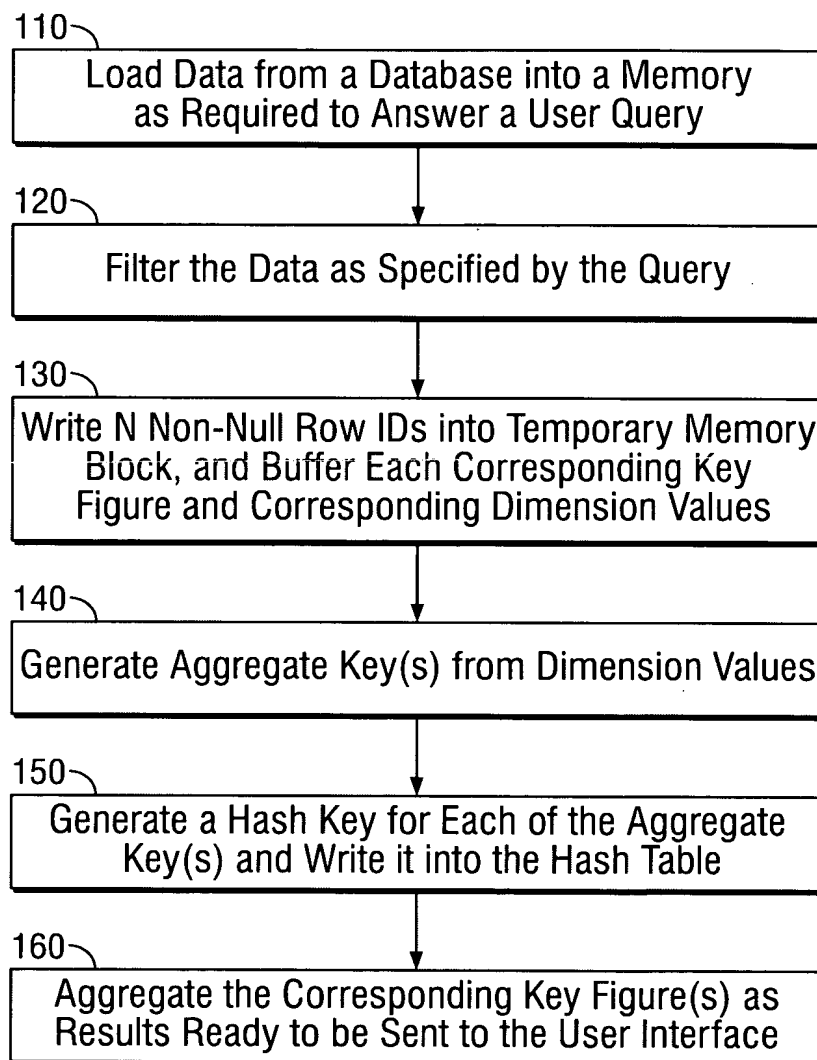 110
Load Data from a Database into a Memory
as Required to Answer a User Query
120
Filter the Data as Specified by the Query
130
Write N Non-Null Row IDs into Temporary Memory
Block, and Buffer Each Corresponding Key
Figure and Corresponding Dimension Values
140
Generate Aggregate Key(s) from Dimension Values
150
Generate a Hash Key for Each of the Aggregate
Key(s) and Write it into the Hash Table
160
Aggregate the Corresponding Key Figure(s) as
Results Ready to be Sent to the User Interface